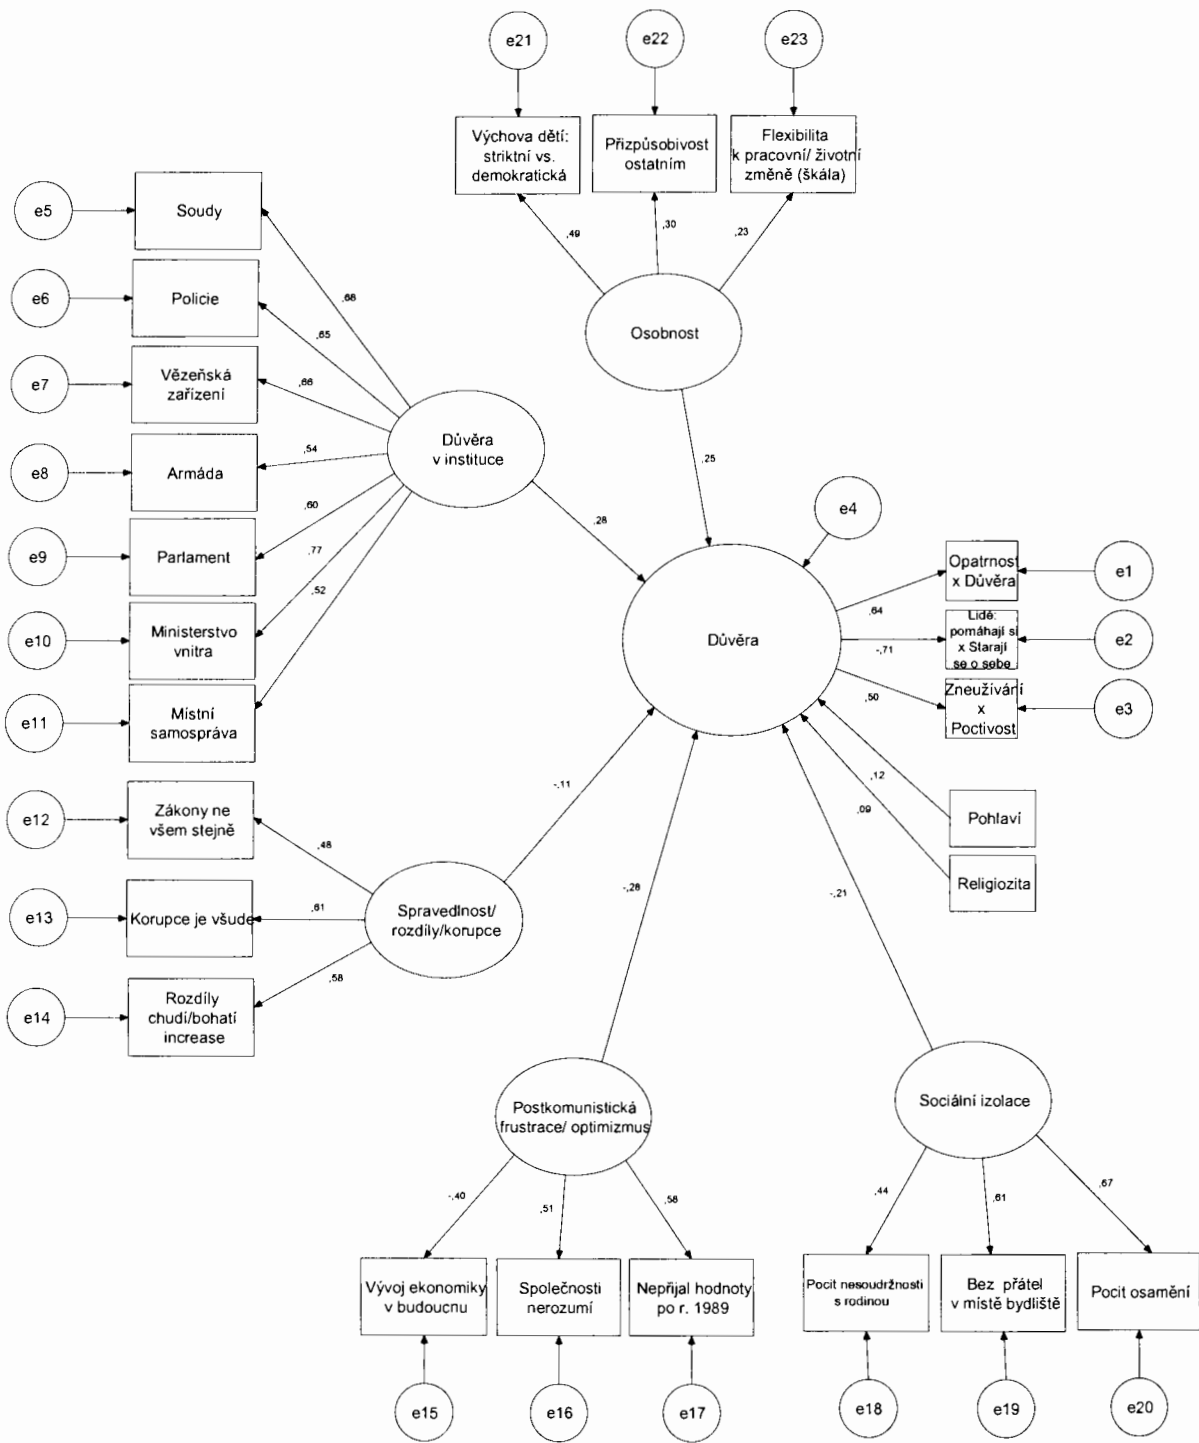 e21
e22
e23
Výchova dětí:
striktní vs.
demokratická
Přizpůsobivost
ostatním
Flexibilita
k pracovní/ životní
změně (škála)
,49
,30
,23
Osobnost
,25
e5
Soudy
e6
Policie
e7
Vězeňská
zařízení
e8
Armáda
e9
Parlament
e10
Ministerstvo
vnitra
e11
Místní
samospráva
,68
,65
,66
,54
,60
,77
,52
Důvěra
v instituce
,28
e4
Důvěra
,64
-,71
,50
Opatrnost
x Důvěra
e1
Lidé:
pomáhají si
x Starají
se o sebe
e2
Zneužívání
x
Poctivost
e3
,12
,09
Pohlaví
Religiozita
e12
Zákony ne
všem stejně
e13
Korupce je všude
e14
Rozdíly
chudí/bohatí
increase
,48
,61
,58
Spravedlnost/
rozdíly/korupce
-,11
-,28
-,21
Postkomunistická
frustrace/ optimizmus
-,40
,51
,58
Vývoj ekonomiky
v budoucnu
Společnosti
nerozumí
Nepřijal hodnoty
po r. 1989
e15
e16
e17
Sociální izolace
,44
,61
,67
Pocit nesoudržnosti
s rodinou
Bez přátel
v místě bydliště
Pocit osamění
e18
e19
e20